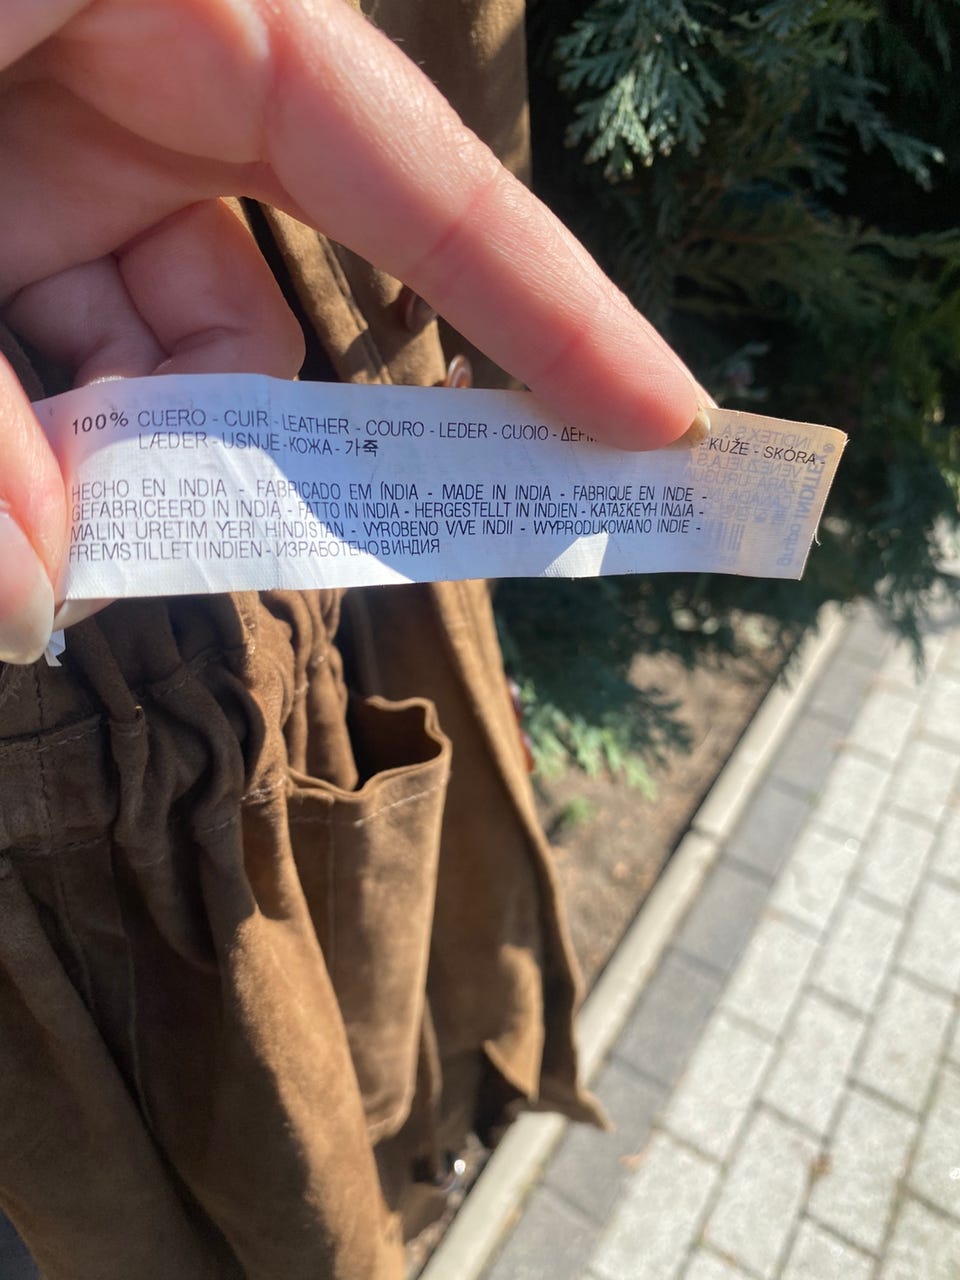 100% CUERO - CUIR - LEATHER - COURO - LEDER - CUOIO - - KŮŽE - SKÓRA -
LÆDER - USNJE - КОЖА - 가죽
HECHO EN INDIA - FABRICADO EM ÍNDIA - MADE IN INDIA - FABRIQUE EN INDE -
GEFABRICEERD IN INDIA - FATTO IN INDIA - HERGESTELLT IN INDIEN - ΚΑΤΑΣΚΕΥΗ ΙΝΔΙΑ -
MALIN URETIM YERI HINDISTAN - VYROBENO V/VE INDII - WYPRODUKOWANO INDIE -
FREMSTILLET I INDIEN - ИЗРАБОТЕНО В ИНДИЯ